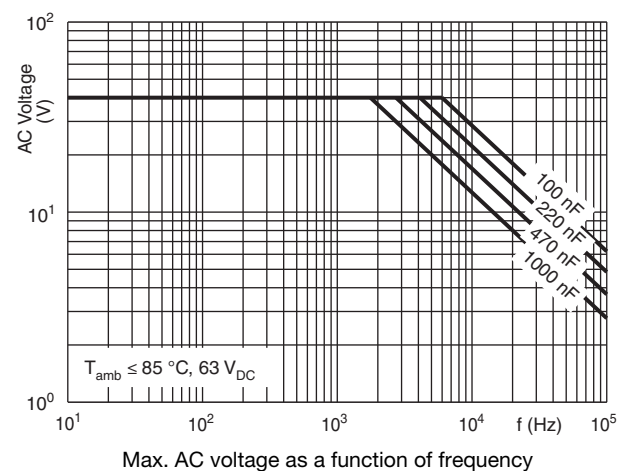 10²
AC Voltage
(V)
10¹
10⁰
100 nF
220 nF
470 nF
1000 nF
T_amb ≤ 85 °C, 63 V_DC
10¹ 10² 10³ 10⁴ f (Hz) 10⁵
Max. AC voltage as a function of frequency